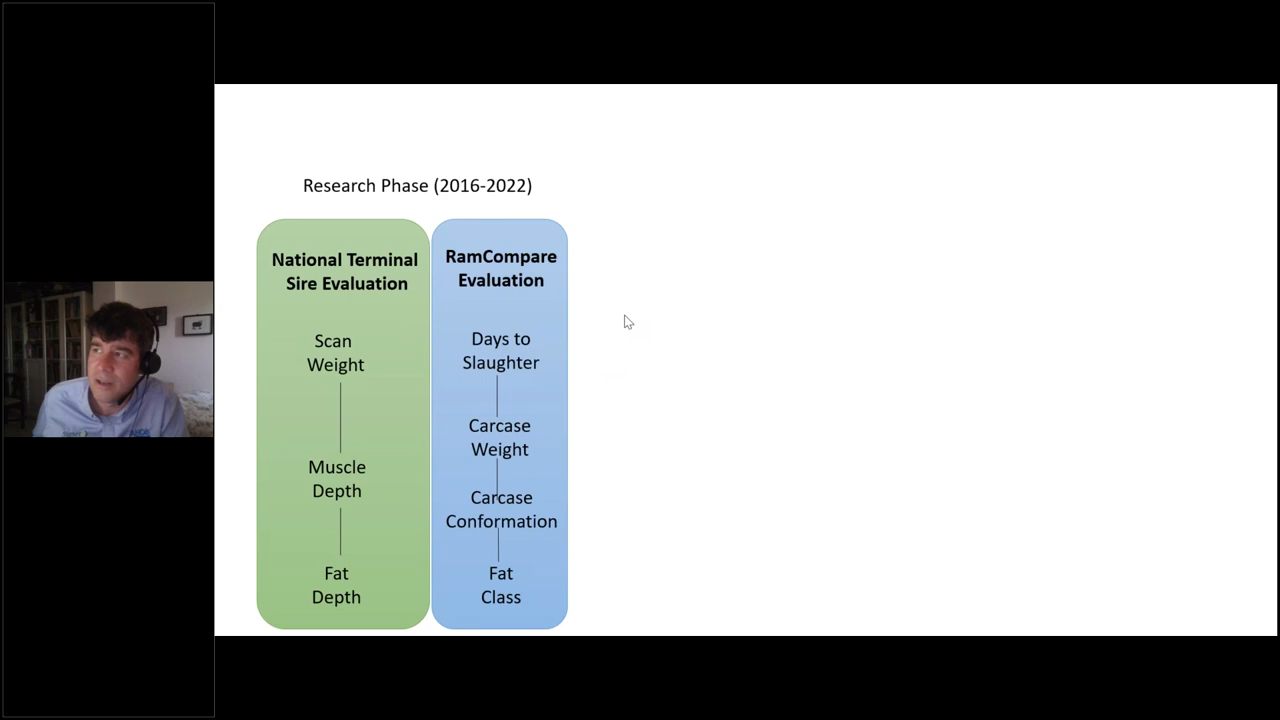 Research Phase (2016-2022)
National Terminal
Sire Evaluation
Scan
Weight
Muscle
Depth
Fat
Depth
RamCompare
Evaluation
Days to
Slaughter
Carcase
Weight
Carcase
Conformation
Fat
Class